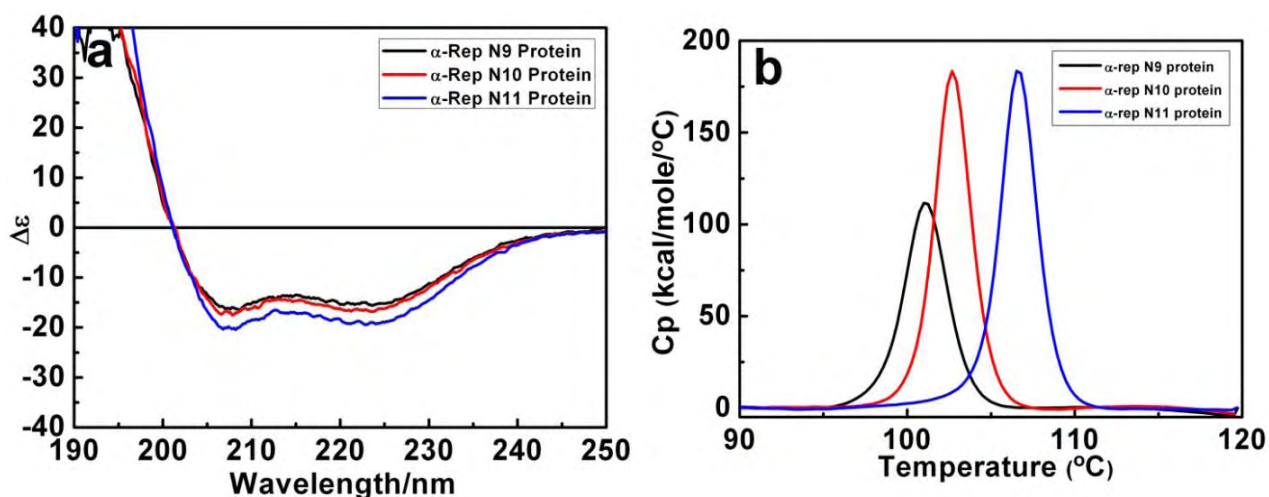 a
α-Rep N9 Protein
α-Rep N10 Protein
α-Rep N11 Protein
40
30
20
10
0
-10
-20
-30
-40
Δε
190 200 210 220 230 240 250
Wavelength/nm
b
α-rep N9 protein
α-rep N10 protein
α-rep N11 protein
200
150
100
50
0
Cp (kcal/mole/°C)
90 100 110 120
Temperature (°C)